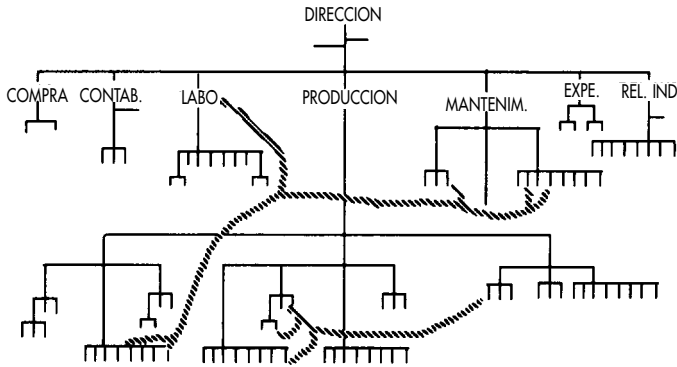 DIRECCION
COMPRA CONTAB. LABO PRODUCCION MANTENIM. EXPE. REL. IND